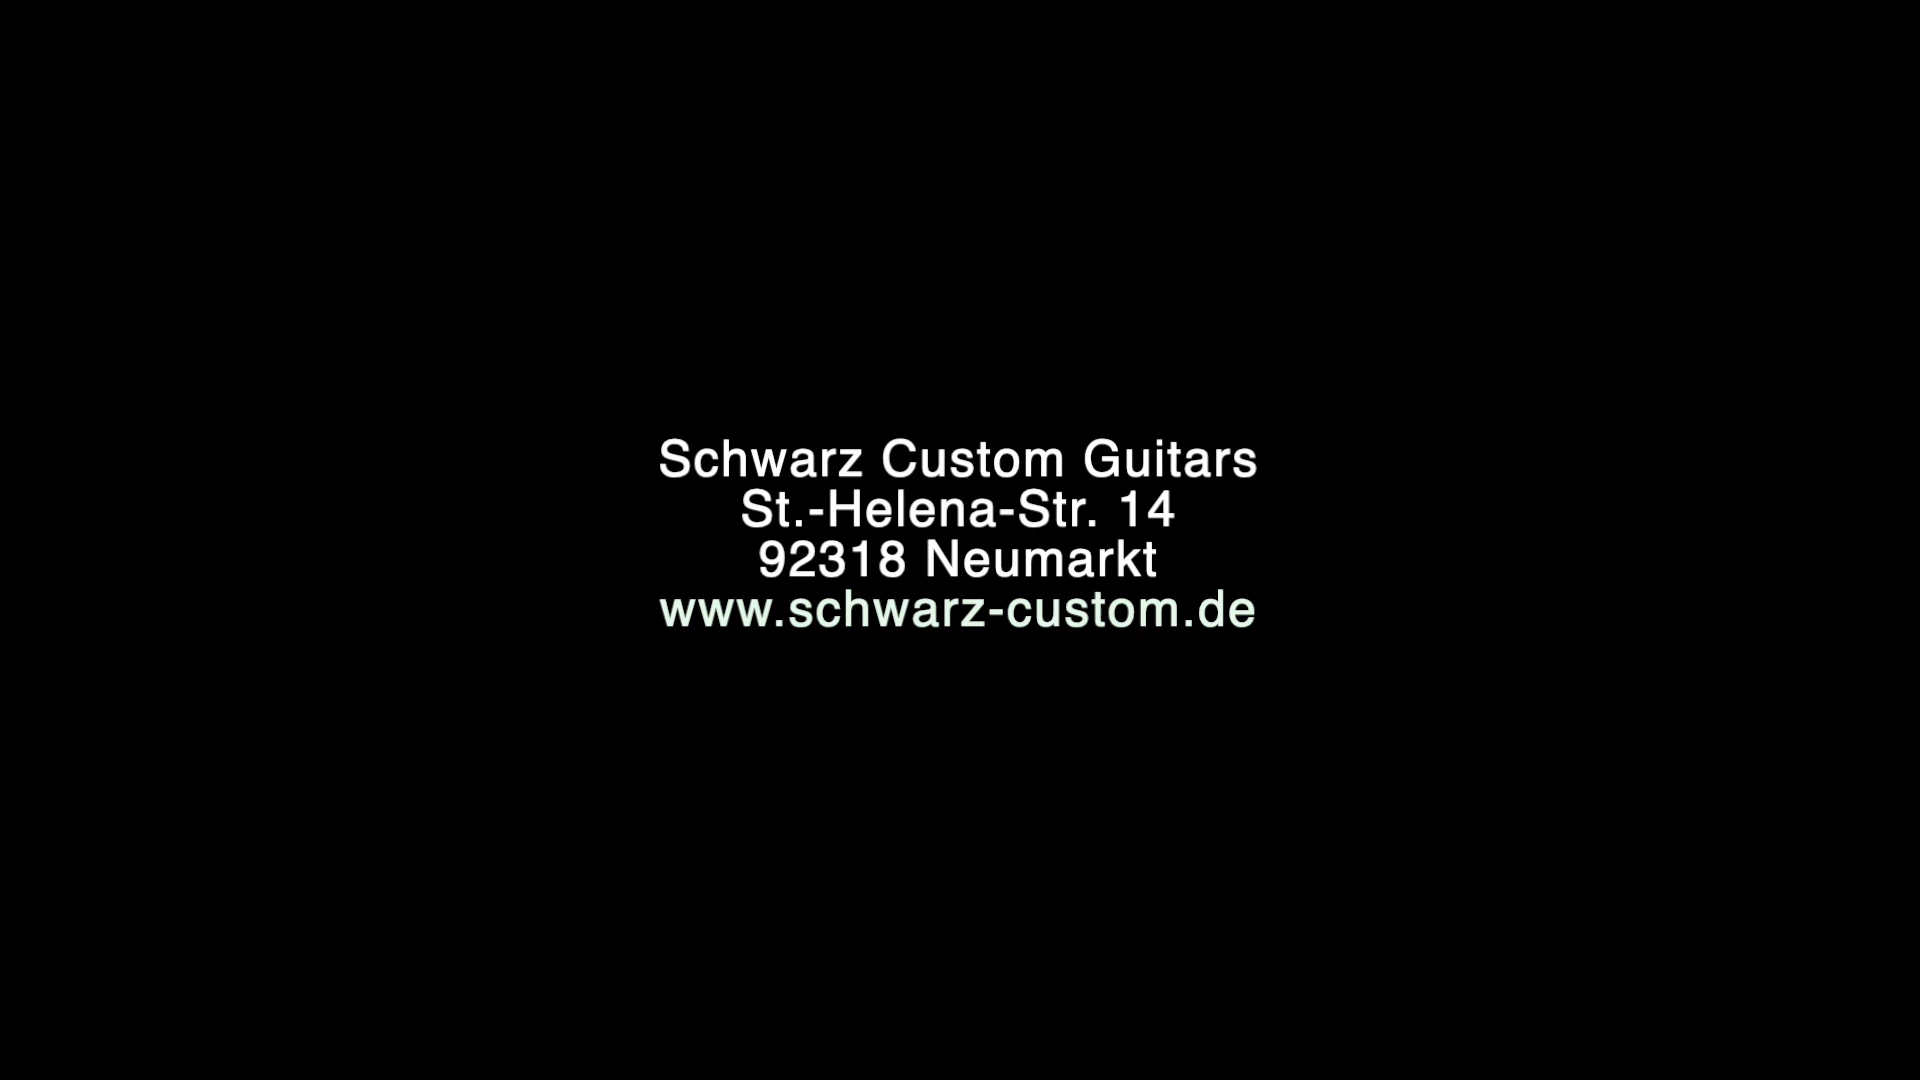 Schwarz Custom Guitars
St.-Helena-Str. 14
92318 Neumarkt
www.schwarz-custom.de